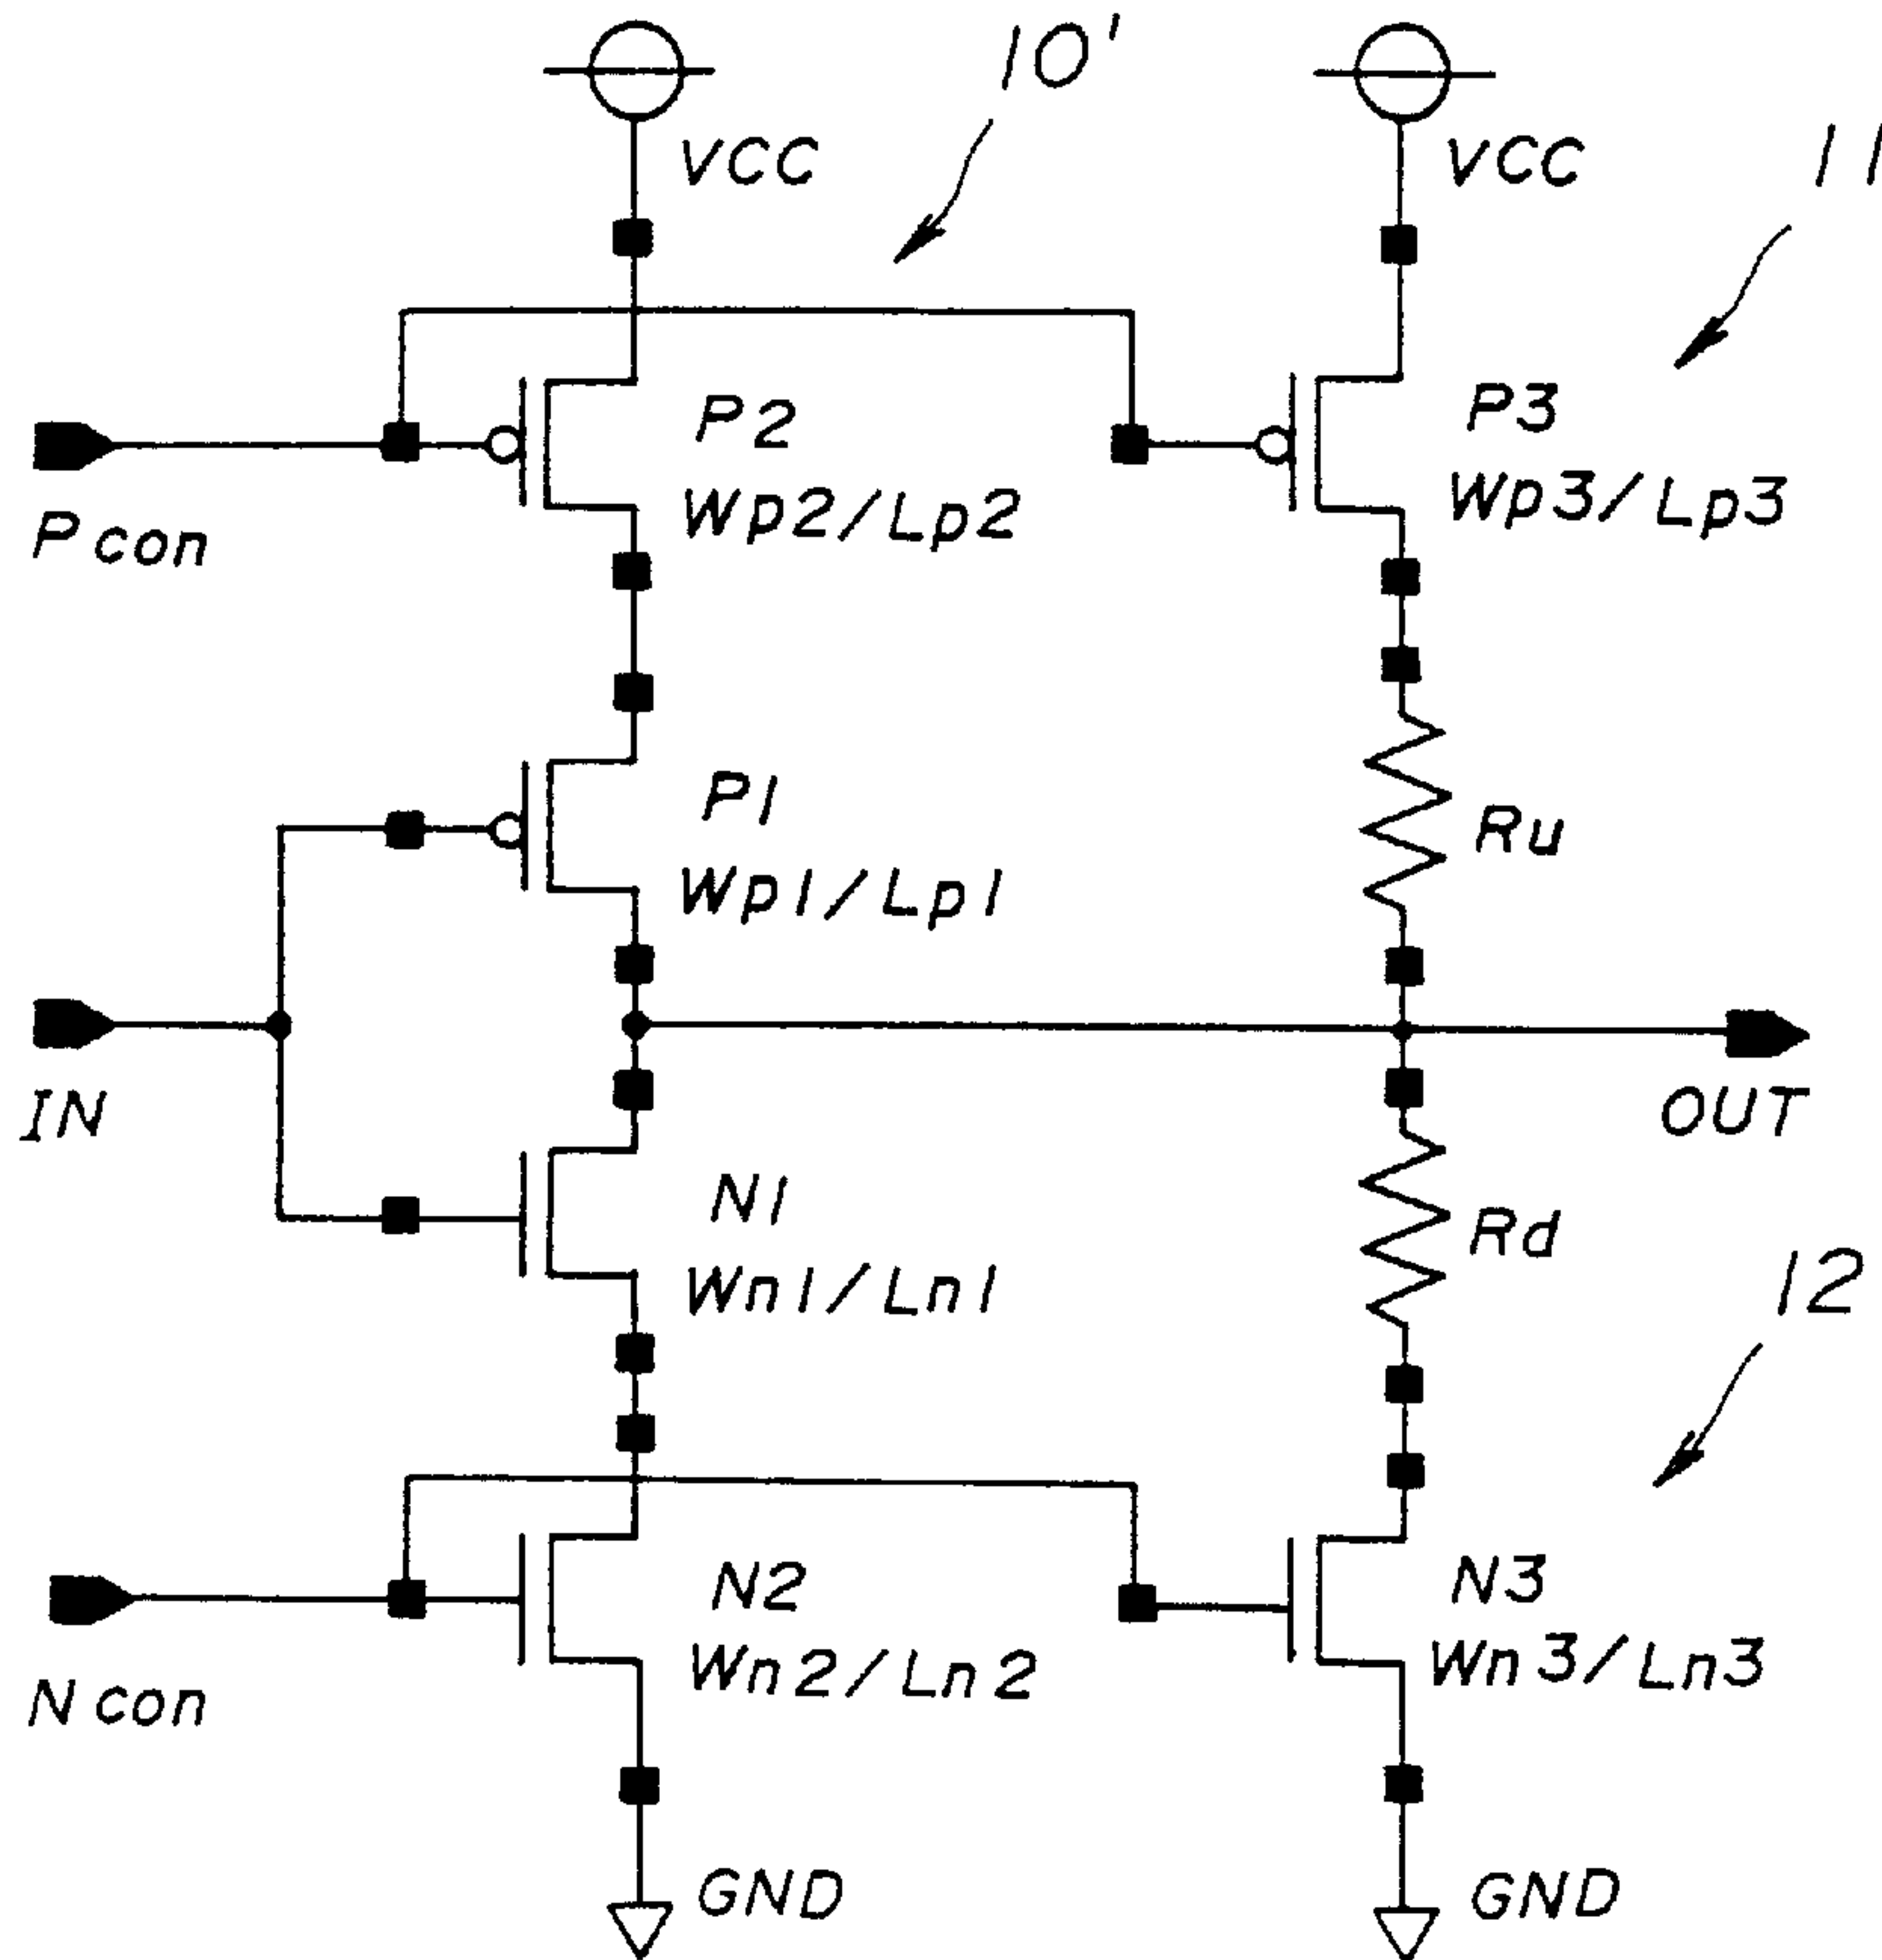 10'
11
VCC
VCC
P2
Wp2/Lp2
P3
Wp3/Lp3
Pcon
P1
Wp1/Lp1
Ru
IN
OUT
N1
Wn1/Ln1
Rd
12
N2
Wn2/Ln2
N3
Wn3/Ln3
Ncon
GND
GND